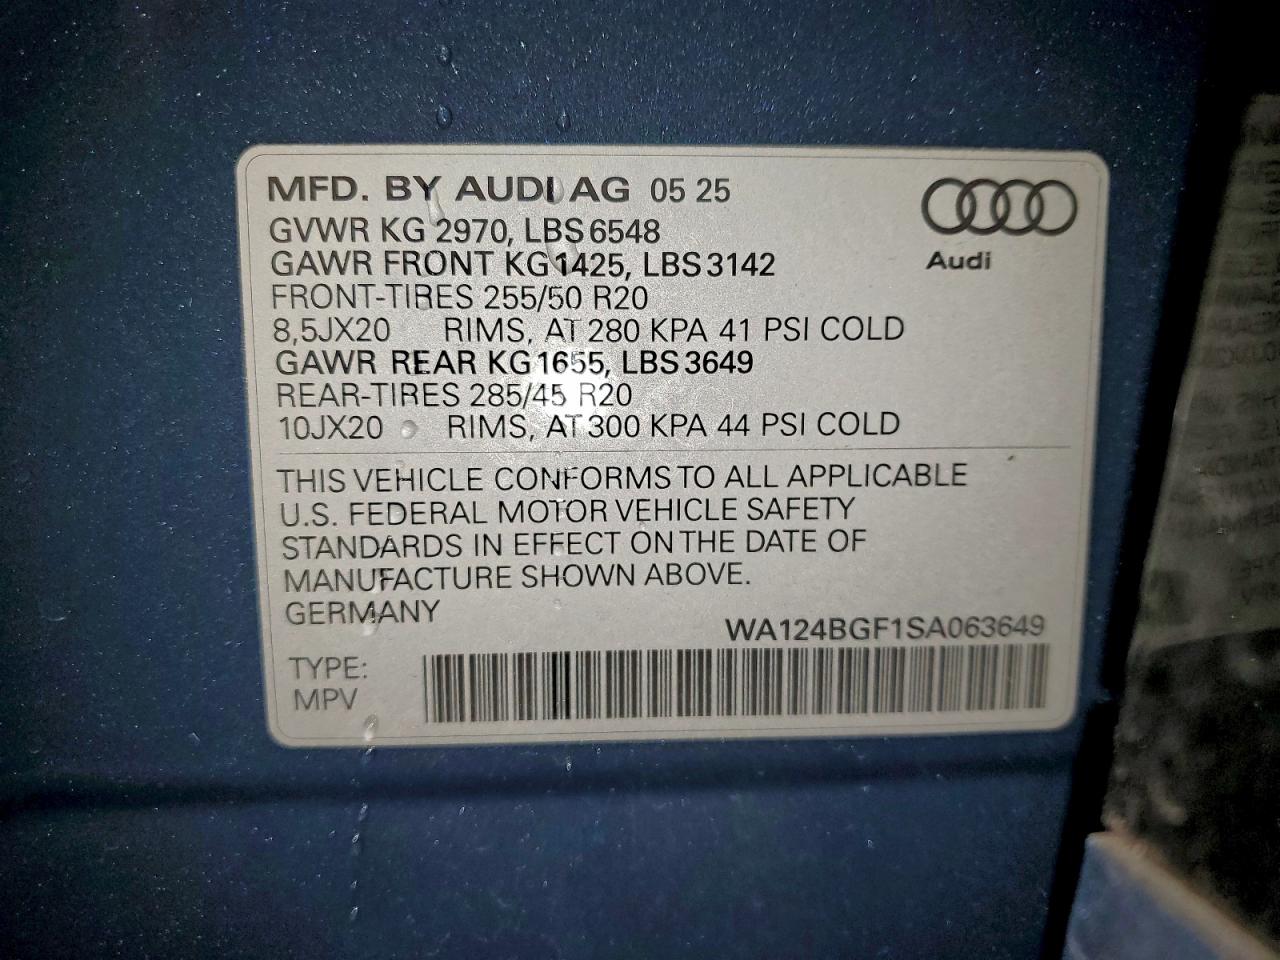 MFD. BY AUDI AG 05 25
GVWR KG 2970, LBS 6548
GAWR FRONT KG 1425, LBS 3142
FRONT-TIRES 255/50 R20
8,5JX20 RIMS, AT 280 KPA 41 PSI COLD
GAWR REAR KG 1655, LBS 3649
REAR-TIRES 285/45 R20
10JX20 RIMS, AT 300 KPA 44 PSI COLD
Audi
THIS VEHICLE CONFORMS TO ALL APPLICABLE
U.S. FEDERAL MOTOR VEHICLE SAFETY
STANDARDS IN EFFECT ON THE DATE OF
MANUFACTURE SHOWN ABOVE.
GERMANY
WA124BGF1SA063649
TYPE:
MPV